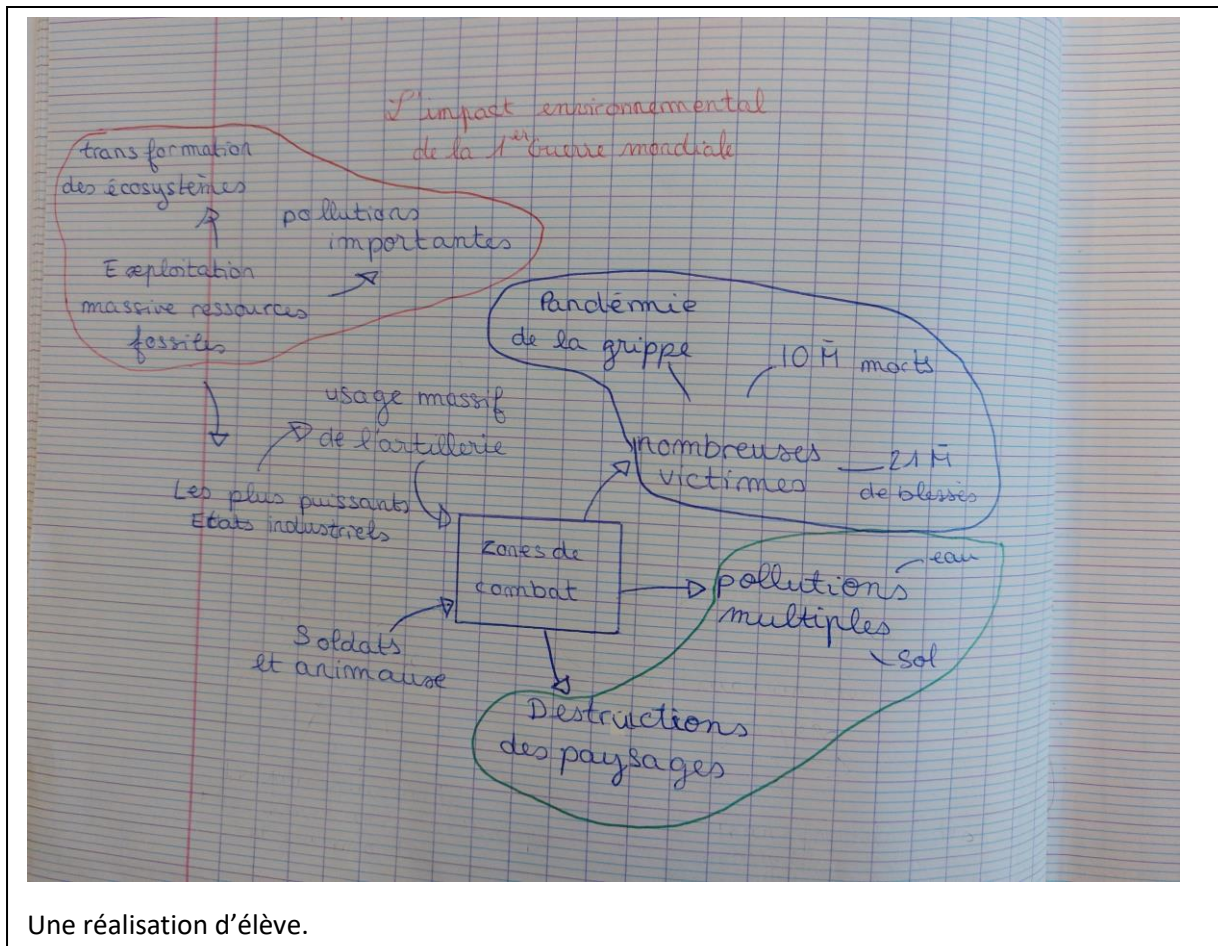 L'impact environnemental
de la 1er Guerre mondiale
transformation
des écosystèmes
pollutions
importantes
Exploitation
massive ressources
fossiles
Pandémie
de la grippe
10 M morts
usage massif
de l'artillerie
nombreuses
victimes
21 M
de blessés
Les plus puissants
Etats industriels
Zones de
combat
eau
pollutions
multiples
sol
Soldats
et animaux
Destructions
des paysages
Une réalisation d'élève.